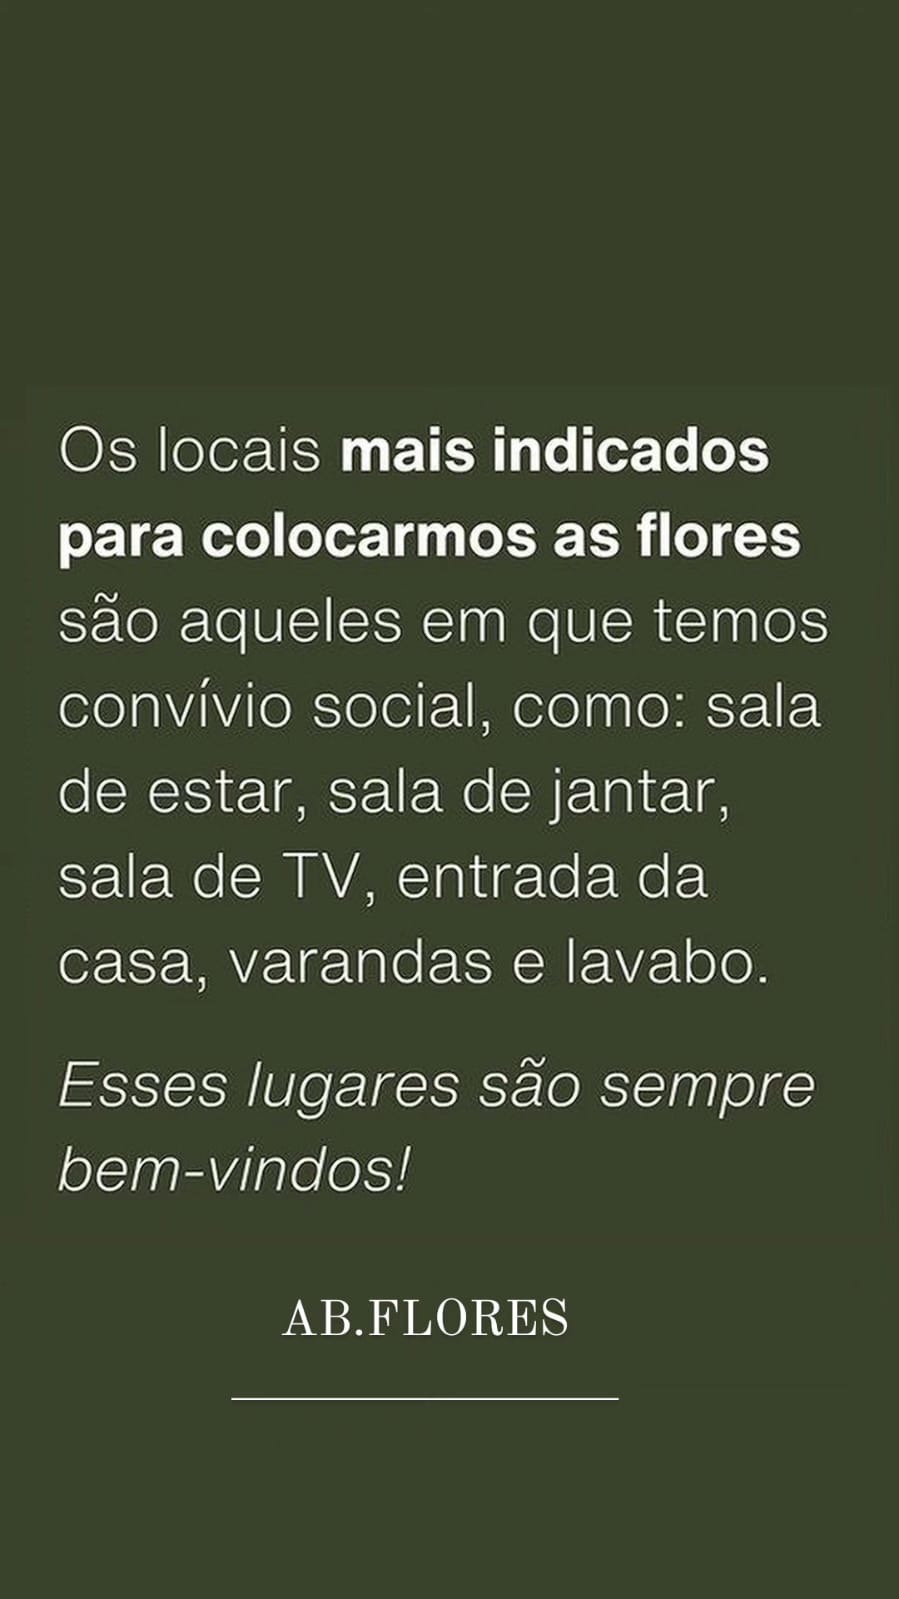 Os locais mais indicados
para colocarmos as flores
são aqueles em que temos
convívio social, como: sala
de estar, sala de jantar,
sala de TV, entrada da
casa, varandas e lavabo.
Esses lugares são sempre
bem-vindos!
AB.FLORES